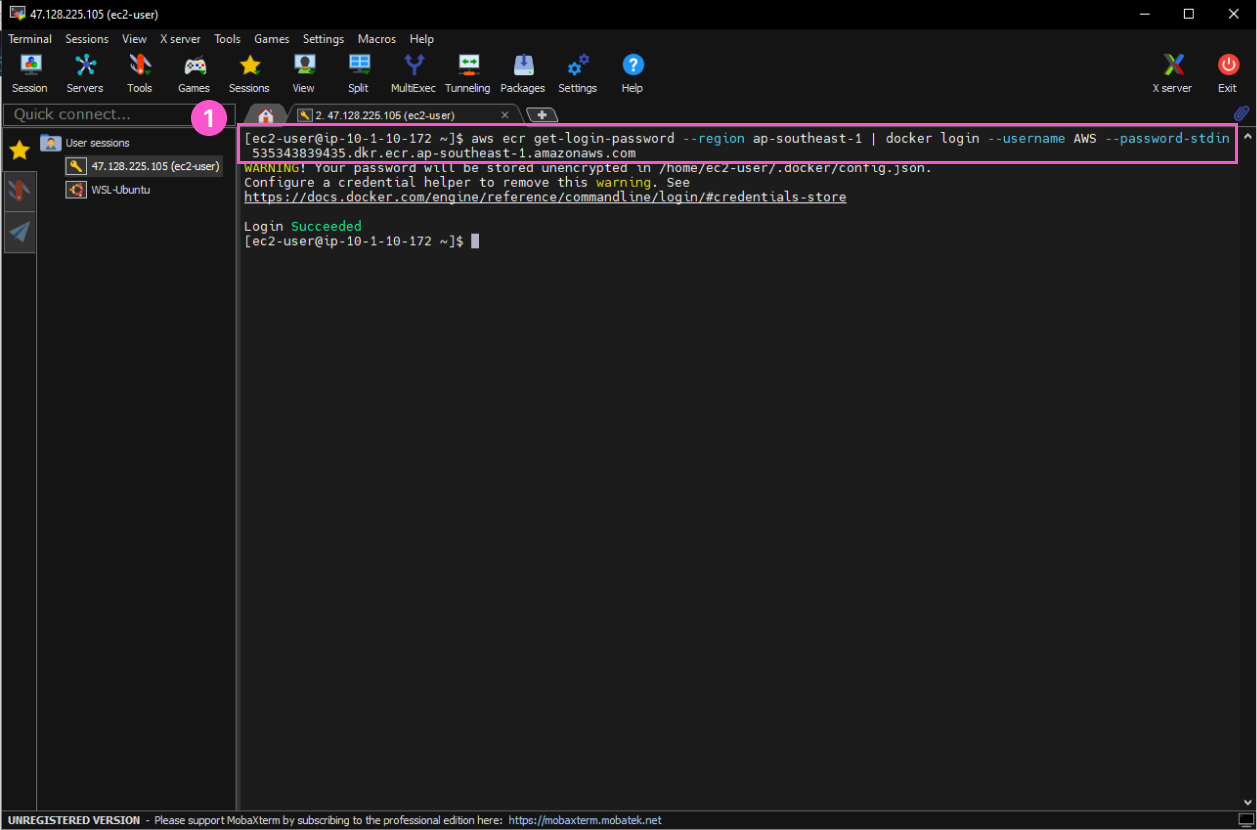 47.128.225.105 (ec2-user)
Terminal Sessions View X server Tools Games Settings Macros Help
Session Servers Tools Games Sessions View Split MultiExec Tunneling Packages Settings Help X server Exit
Quick connect...
1
2. 47.128.225.105 (ec2-user)
User sessions
47.128.225.105 (ec2-user)
WSL-Ubuntu
[ec2-user@ip-10-1-10-172 ~]$ aws ecr get-login-password --region ap-southeast-1 | docker login --username AWS --password-stdin
535343839435.dkr.ecr.ap-southeast-1.amazonaws.com
WARNING! Your password will be stored unencrypted in /home/ec2-user/.docker/config.json.
Configure a credential helper to remove this warning. See
https://docs.docker.com/engine/reference/commandline/login/#credentials-store
Login Succeeded
[ec2-user@ip-10-1-10-172 ~]$
UNREGISTERED VERSION - Please support MobaXterm by subscribing to the professional edition here: https://mobaxterm.mobatek.net